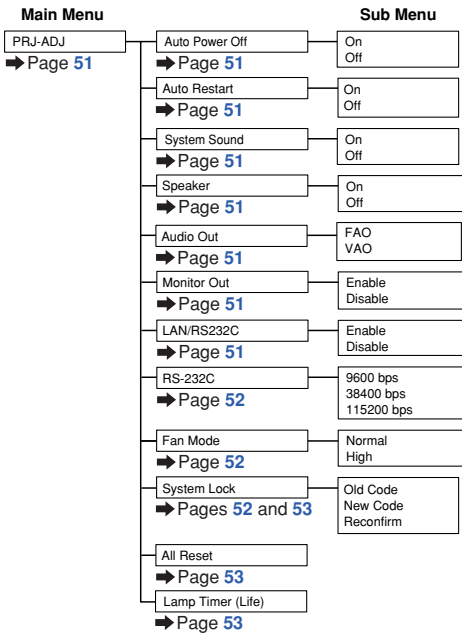 Main Menu
Sub Menu
PRJ-ADJ
➡ Page 51
Auto Power Off
➡ Page 51
On
Off
Auto Restart
➡ Page 51
On
Off
System Sound
➡ Page 51
On
Off
Speaker
➡ Page 51
On
Off
Audio Out
➡ Page 51
FAO
VAO
Monitor Out
➡ Page 51
Enable
Disable
LAN/RS232C
➡ Page 51
Enable
Disable
RS-232C
➡ Page 52
9600 bps
38400 bps
115200 bps
Fan Mode
➡ Page 52
Normal
High
System Lock
➡ Pages 52 and 53
Old Code
New Code
Reconfirm
All Reset
➡ Page 53
Lamp Timer (Life)
➡ Page 53